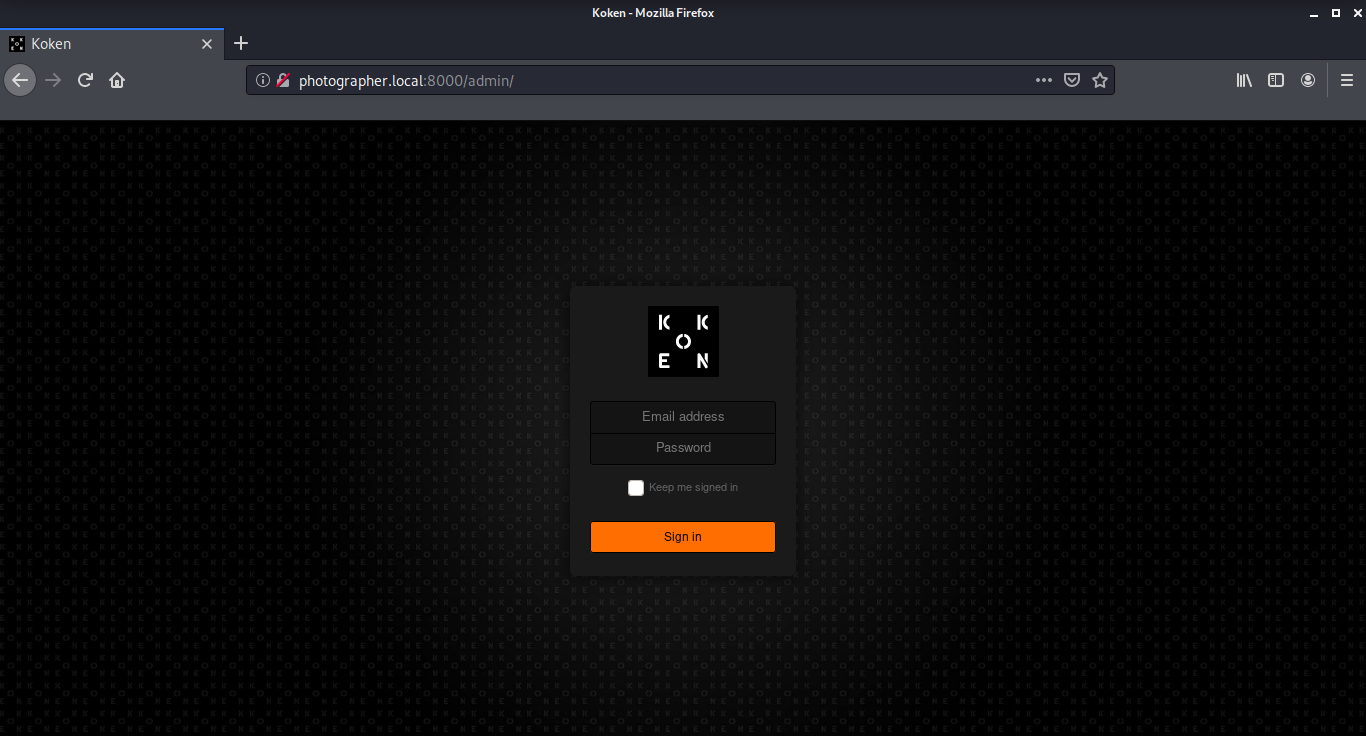 Koken - Mozilla Firefox
Koken
photographer.local:8000/admin/
K K
O
E N
Email address
Password
Keep me signed in
Sign in